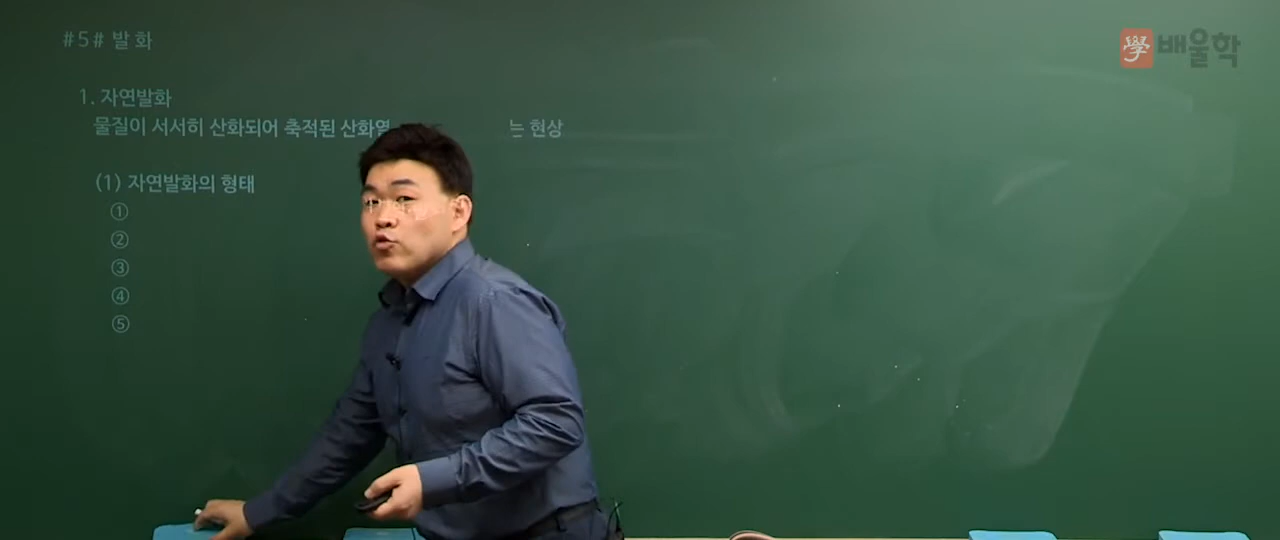 #5# 발화
學 배울학
1. 자연발화
물질이 서서히 산화되어 축적된 산화열 는 현상
(1) 자연발화의 형태
①
②
③
④
⑤